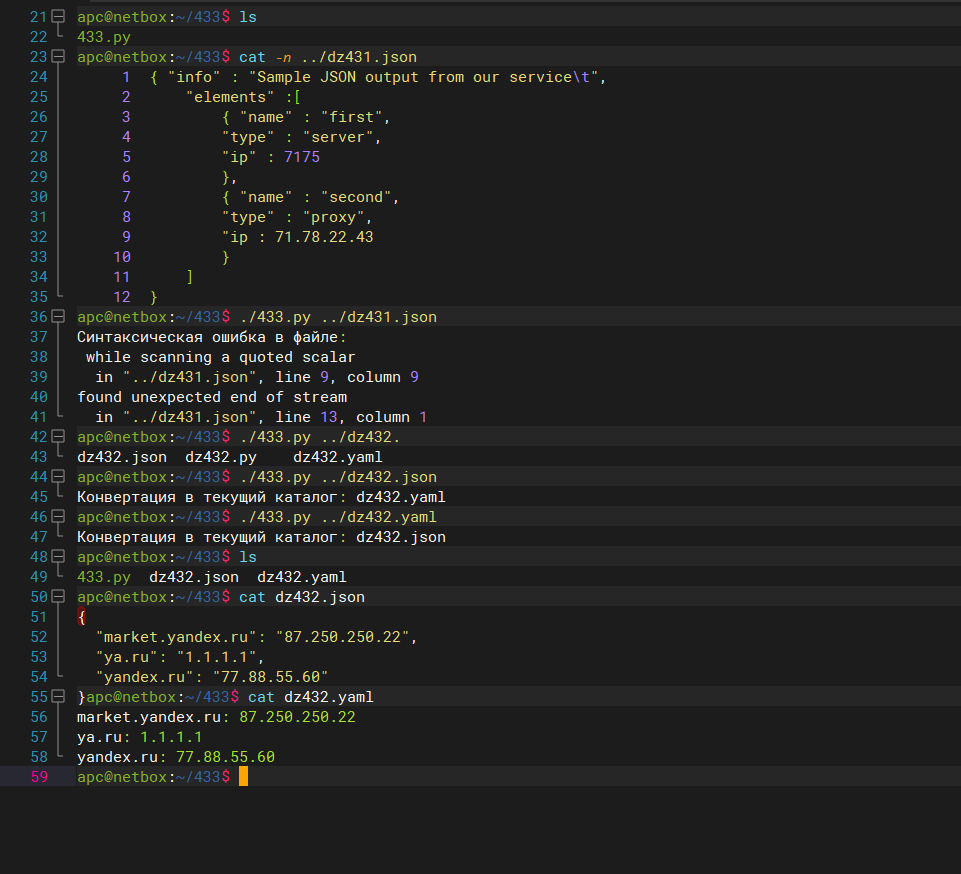 21 apc@netbox:~/433$ ls
22 433.py
23 apc@netbox:~/433$ cat -n ../dz431.json
24     1  { "info" : "Sample JSON output from our service\t",
25     2      "elements" :[
26     3          { "name" : "first",
27     4          "type" : "server",
28     5          "ip" : 7175
29     6          },
30     7          { "name" : "second",
31     8          "type" : "proxy",
32     9          "ip : 71.78.22.43
33    10          }
34    11      ]
35    12  }
36 apc@netbox:~/433$ ./433.py ../dz431.json
37 Синтаксическая ошибка в файле:
38  while scanning a quoted scalar
39   in "../dz431.json", line 9, column 9
40 found unexpected end of stream
41   in "../dz431.json", line 13, column 1
42 apc@netbox:~/433$ ./433.py ../dz432.
43 dz432.json  dz432.py    dz432.yaml
44 apc@netbox:~/433$ ./433.py ../dz432.json
45 Конвертация в текущий каталог: dz432.yaml
46 apc@netbox:~/433$ ./433.py ../dz432.yaml
47 Конвертация в текущий каталог: dz432.json
48 apc@netbox:~/433$ ls
49 433.py  dz432.json  dz432.yaml
50 apc@netbox:~/433$ cat dz432.json
51 {
52   "market.yandex.ru": "87.250.250.22",
53   "ya.ru": "1.1.1.1",
54   "yandex.ru": "77.88.55.60"
55 }apc@netbox:~/433$ cat dz432.yaml
56 market.yandex.ru: 87.250.250.22
57 ya.ru: 1.1.1.1
58 yandex.ru: 77.88.55.60
59 apc@netbox:~/433$